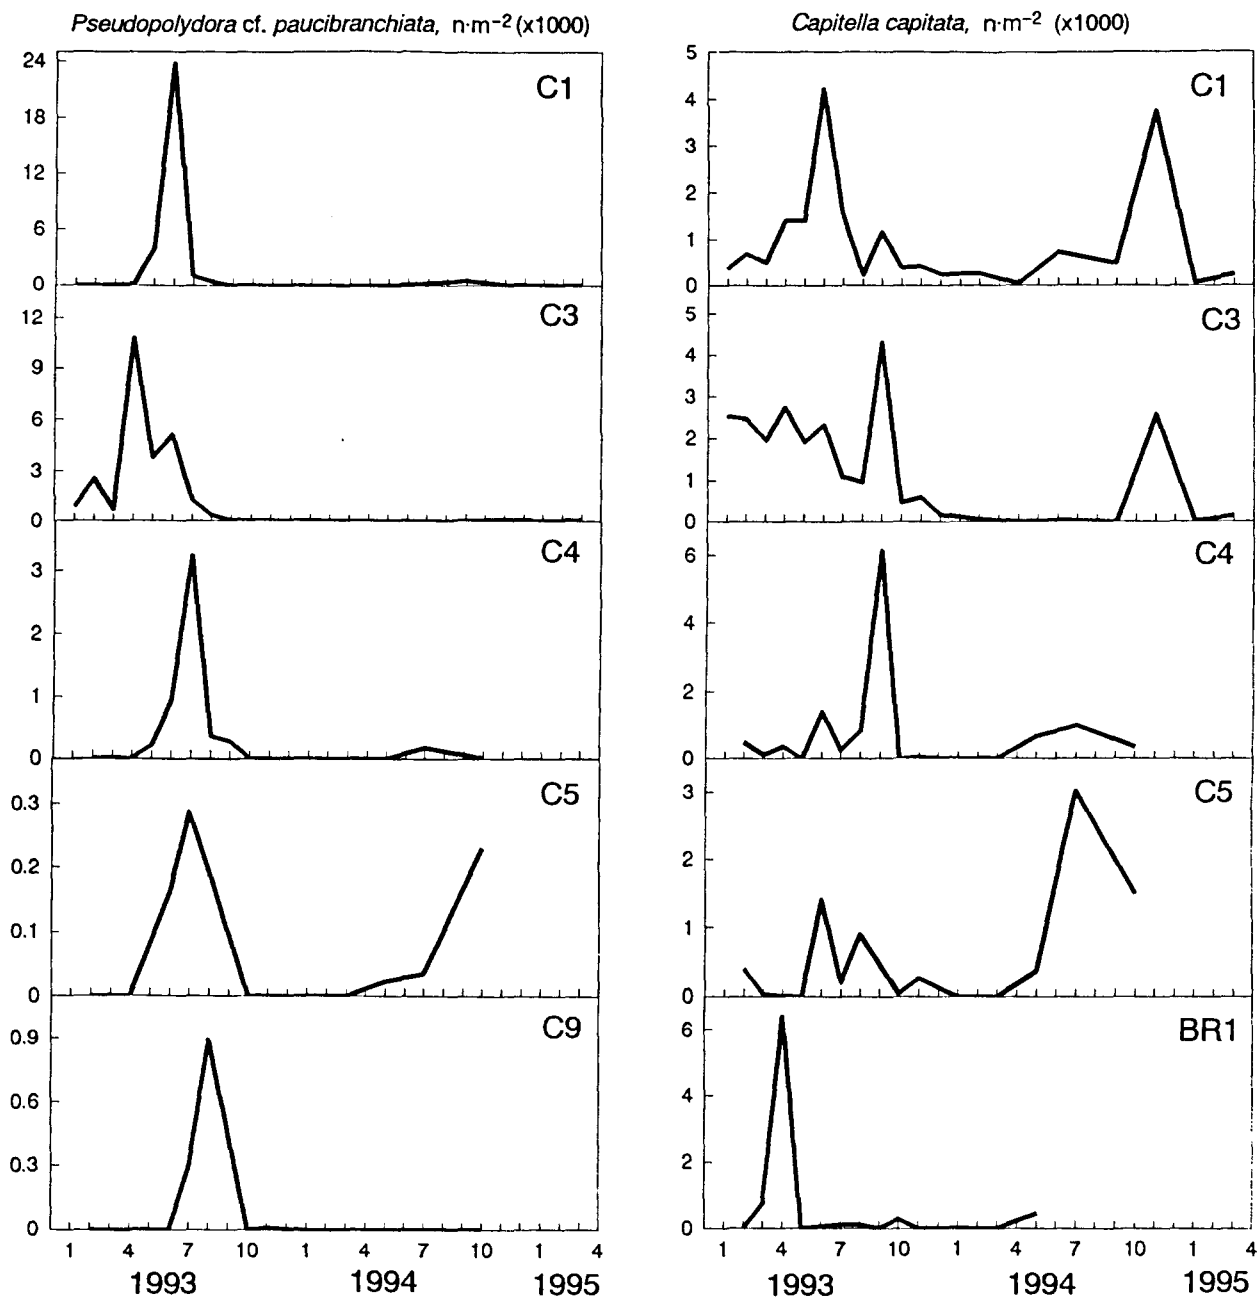 Pseudopolydora cf. paucibranchiata, n·m−2 (x1000)
24
18
12
6
0
C1
12
9
6
3
0
C3
3
2
1
0
C4
0.3
0.2
0.1
0
C5
0.9
0.6
0.3
0
C9
1 4 7 10 1 4 7 10 1 4
1993 1994 1995
Capitella capitata, n·m−2 (x1000)
5
4
3
2
1
0
C1
5
4
3
2
1
0
C3
6
4
2
0
C4
3
2
1
0
C5
6
4
2
0
BR1
1 4 7 10 1 4 7 10 1 4
1993 1994 1995